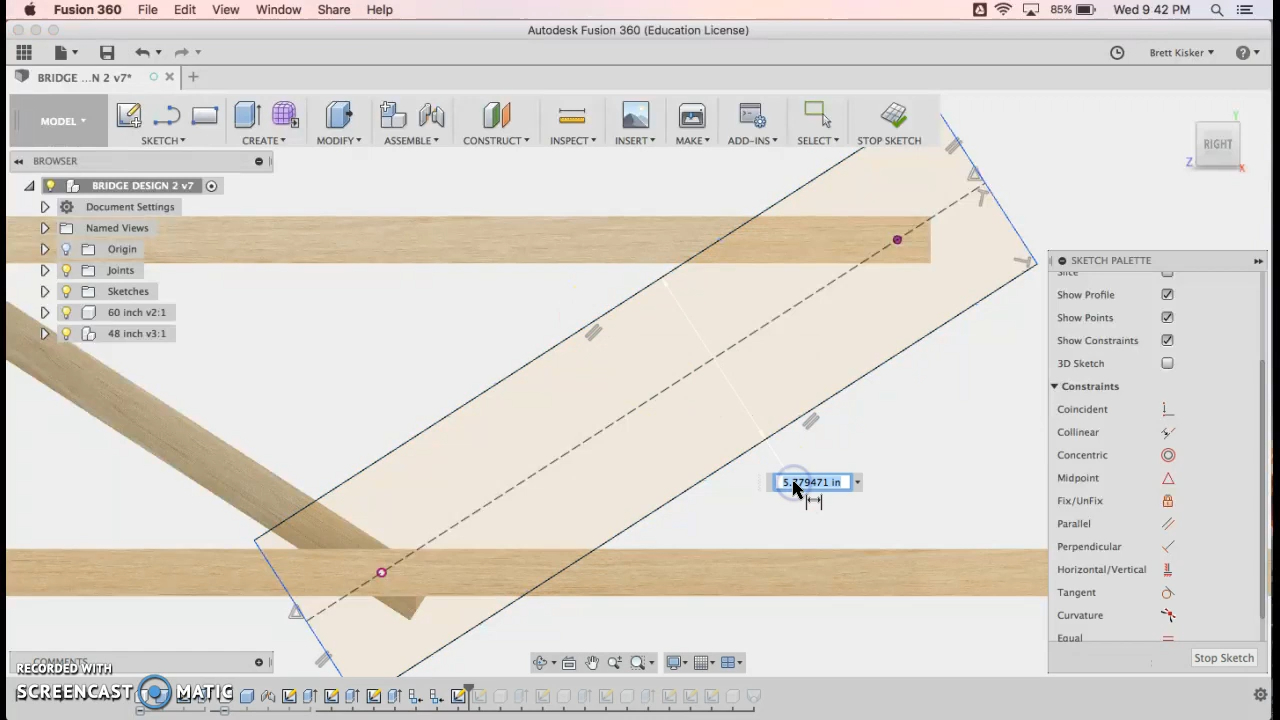 Fusion 360 File Edit View Window Share Help 85% Wed 9 42 PM
Autodesk Fusion 360 (Education License)
Brett Kisker
BRIDGE ...N 2 v7*
MODEL
SKETCH CREATE MODIFY ASSEMBLE CONSTRUCT INSPECT INSERT MAKE ADD-INS SELECT STOP SKETCH
BROWSER
BRIDGE DESIGN 2 v7
Document Settings
Named Views
Origin
Joints
Sketches
60 inch v2:1
48 inch v3:1
Y
RIGHT
Z
X
SKETCH PALETTE
Slice
Show Profile
Show Points
Show Constraints
3D Sketch
Constraints
Coincident
Collinear
Concentric
Midpoint
Fix/UnFix
Parallel
Perpendicular
Horizontal/Vertical
Tangent
Curvature
Equal
Stop Sketch
COMMENTS
RECORDED WITH
SCREENCAST MATIC